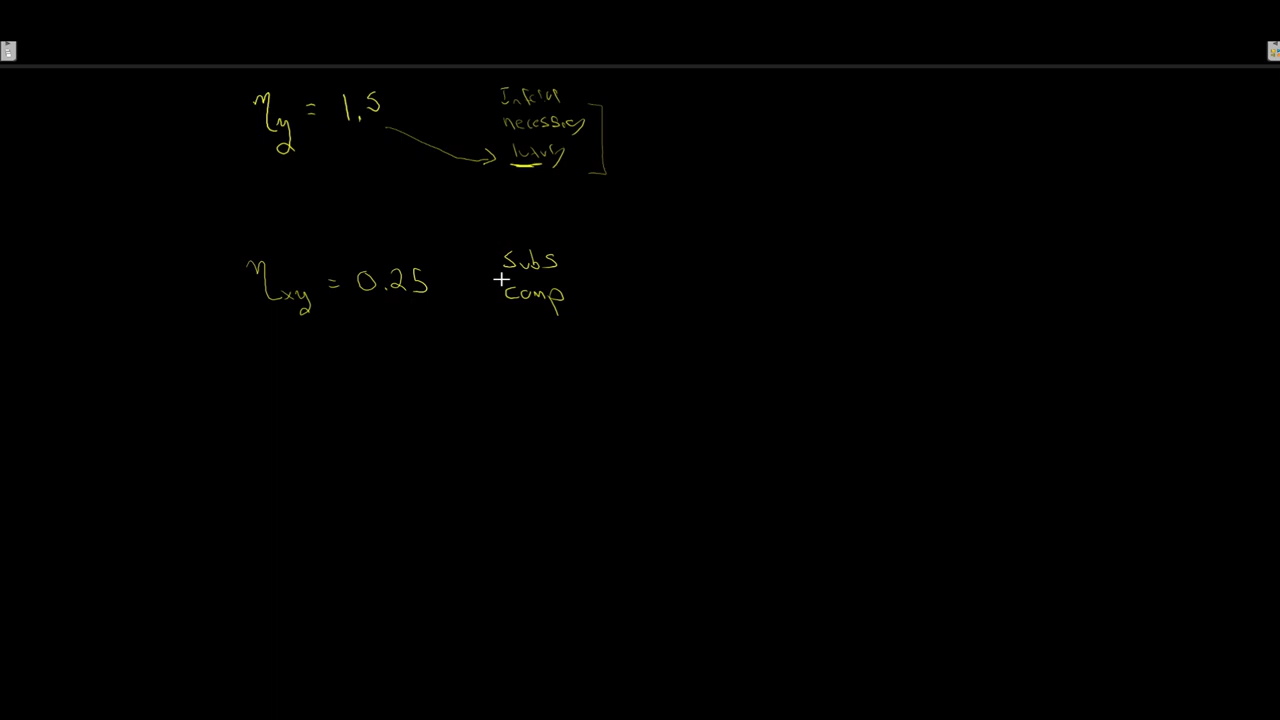 η_y = 1.5
Inferior
necessary
luxury
η_xy = 0.25
Subs
Comp